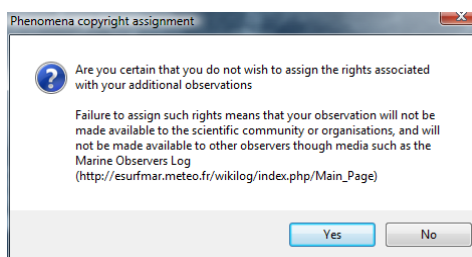 Phenomena copyright assignment
Are you certain that you do not wish to assign the rights associated
with your additional observations
Failure to assign such rights means that your observation will not be
made available to the scientific community or organisations, and will
not be made available to other observers though media such as the
Marine Observers Log
(http://esurfmar.meteo.fr/wikilog/index.php/Main_Page)
Yes
No